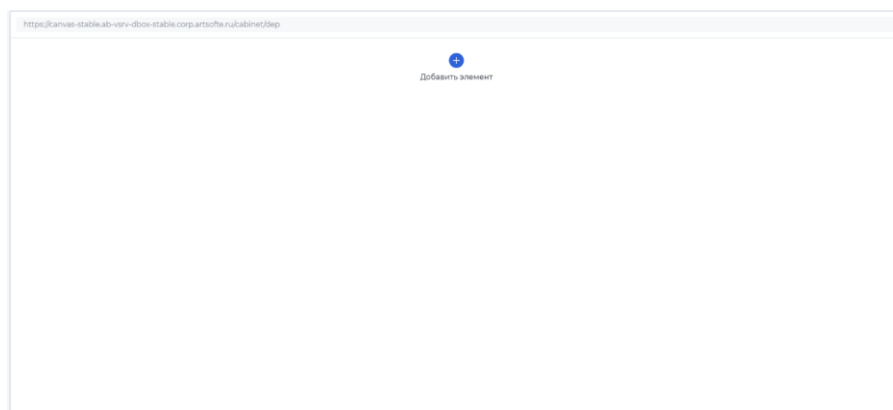 https://canvas-stable.ab-vsrv-dbox-stable.corp.artsofte.ru/cabinet/dep
Добавить элемент